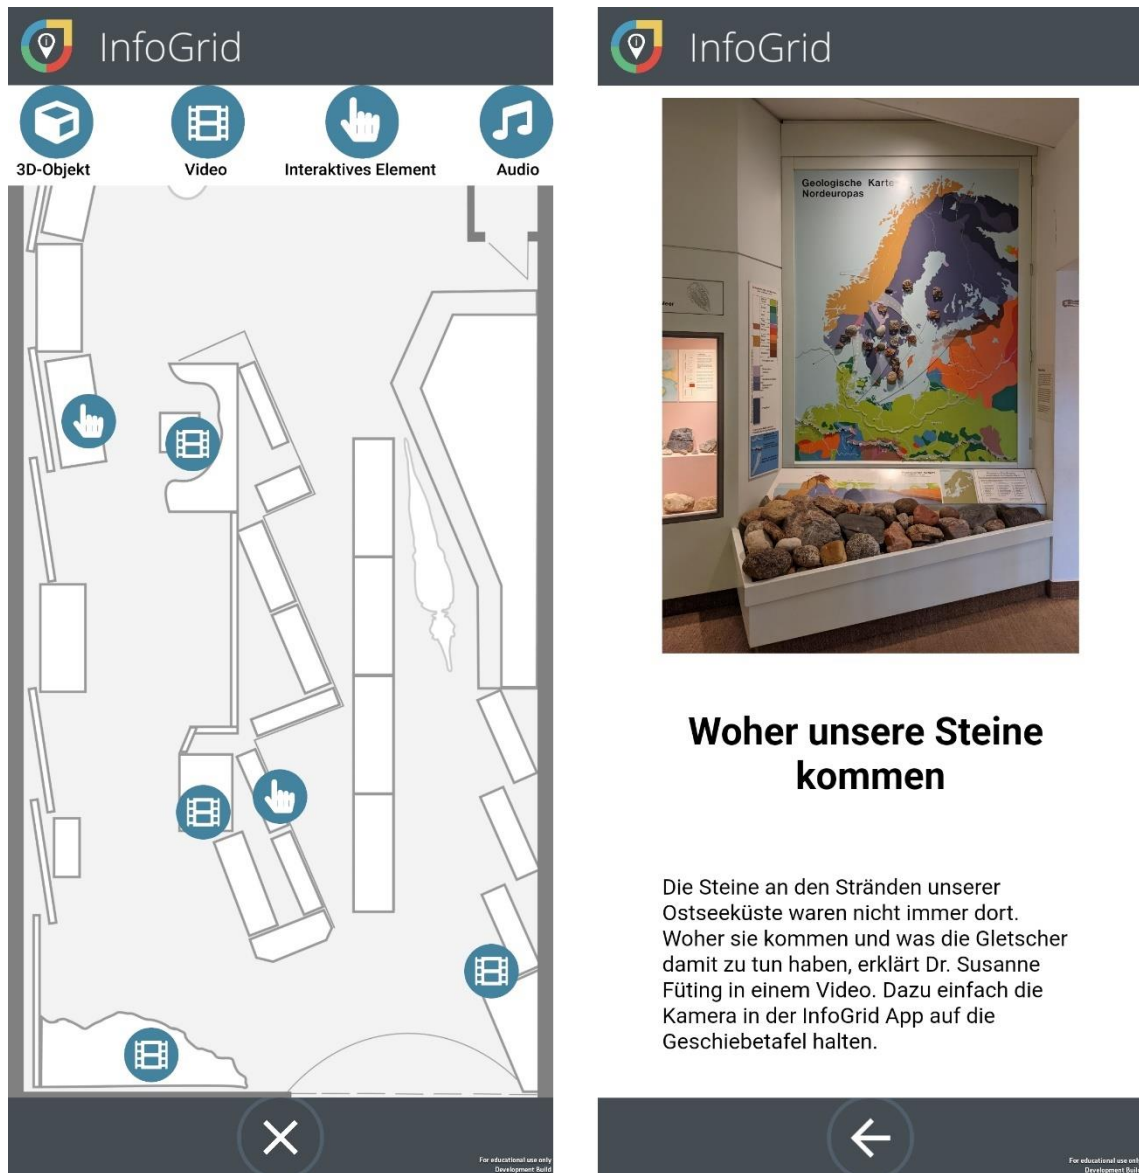 InfoGrid
3D-Objekt
Video
Interaktives Element
Audio
For educational use only
Development Build
InfoGrid
Geologische Karte
Nordeuropas
Woher unsere Steine
kommen
Die Steine an den Stränden unserer
Ostseeküste waren nicht immer dort.
Woher sie kommen und was die Gletscher
damit zu tun haben, erklärt Dr. Susanne
Füting in einem Video. Dazu einfach die
Kamera in der InfoGrid App auf die
Geschiebetafel halten.
For educational use only
Development Build